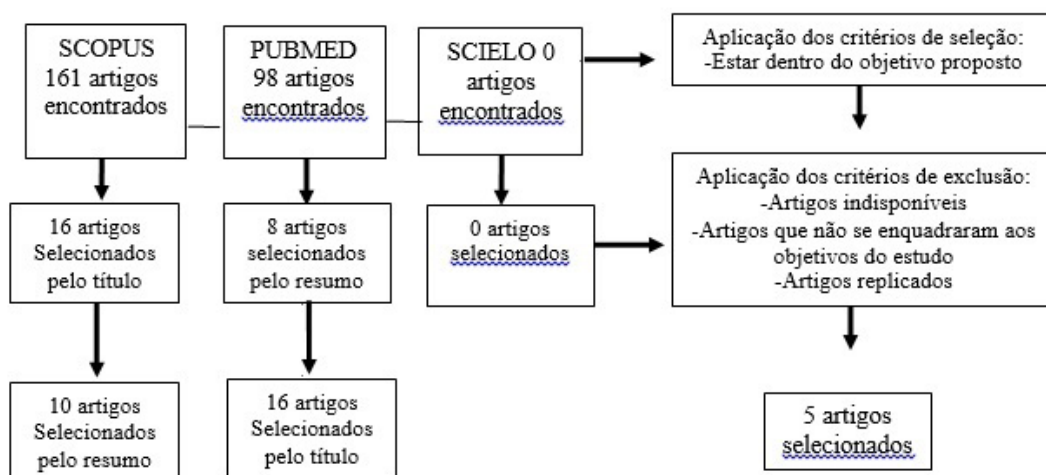 SCOPUS
161 artigos
encontrados
PUBMED
98 artigos
encontrados
SCIELO 0
artigos
encontrados
Aplicação dos critérios de seleção:
-Estar dentro do objetivo proposto
16 artigos
Selecionados
pelo título
8 artigos
selecionados
pelo resumo
0 artigos
selecionados
Aplicação dos critérios de exclusão:
-Artigos indisponíveis
-Artigos que não se enquadraram aos
objetivos do estudo
-Artigos replicados
10 artigos
Selecionados
pelo resumo
16 artigos
Selecionados
pelo título
5 artigos
selecionados